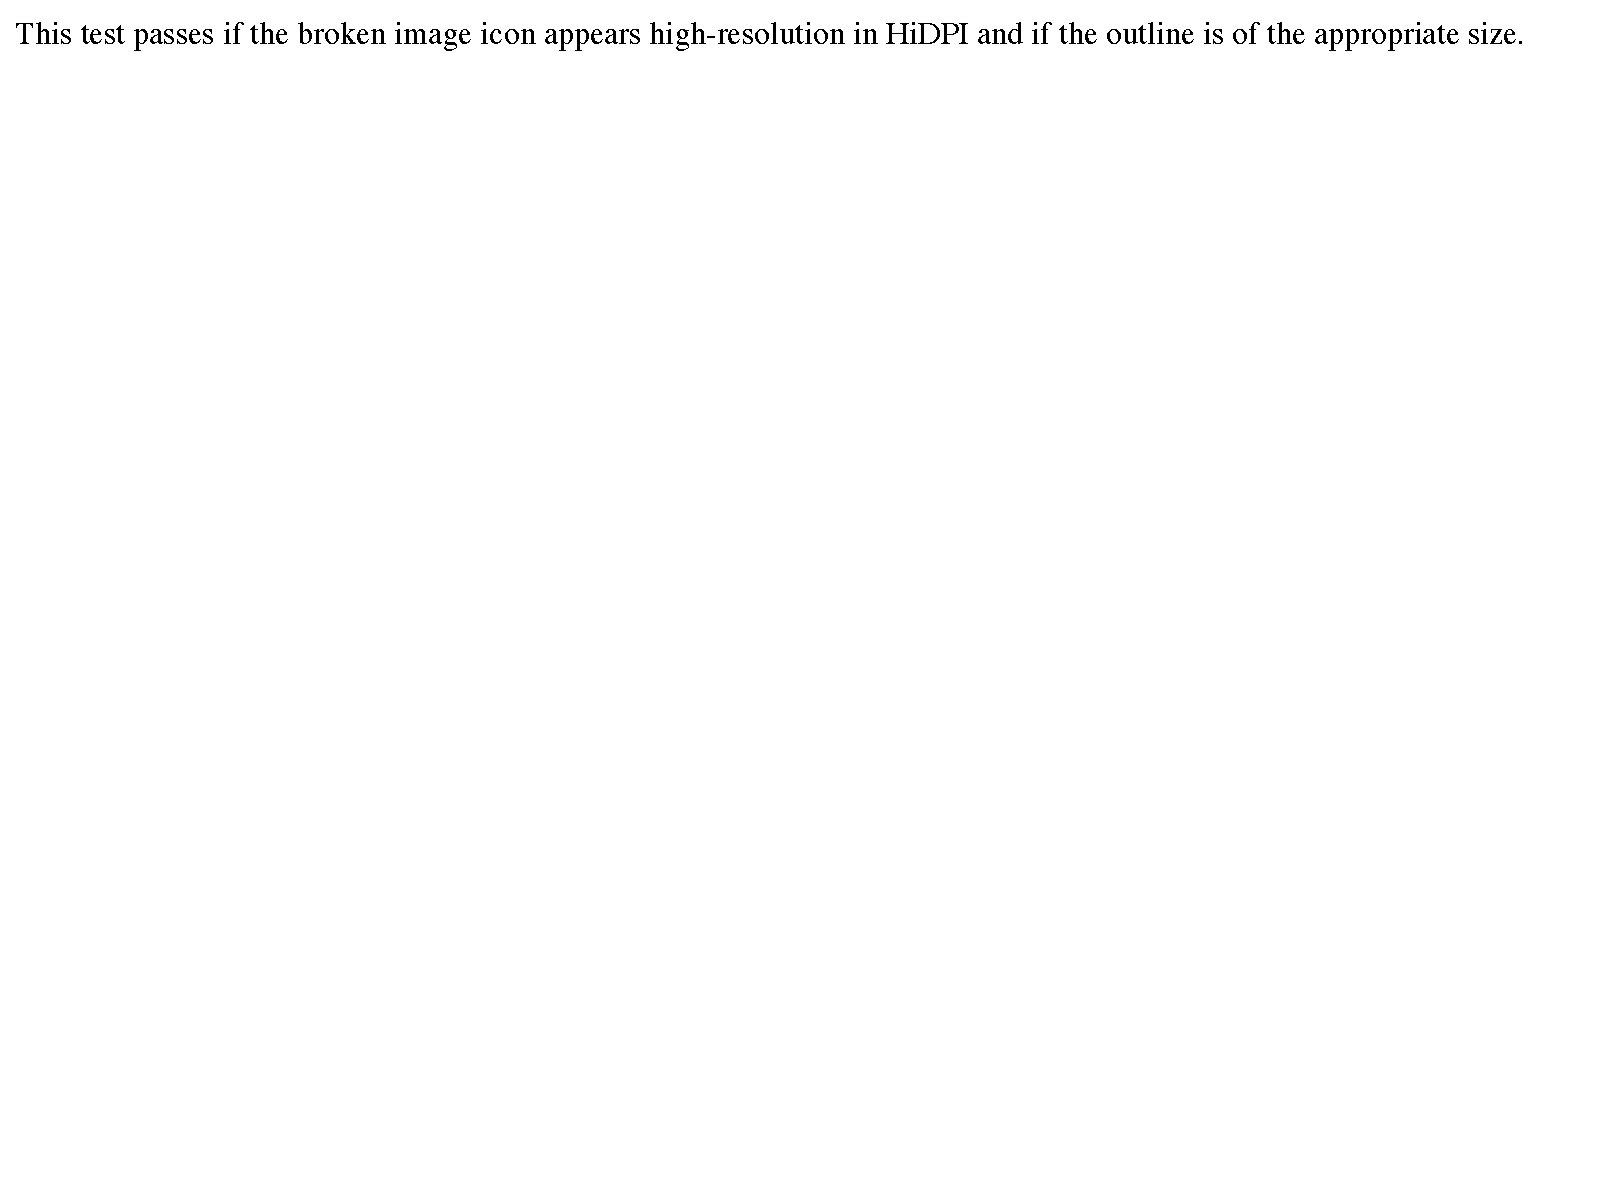 This test passes if the broken image icon appears high-resolution in HiDPI and if the outline is of the appropriate size.